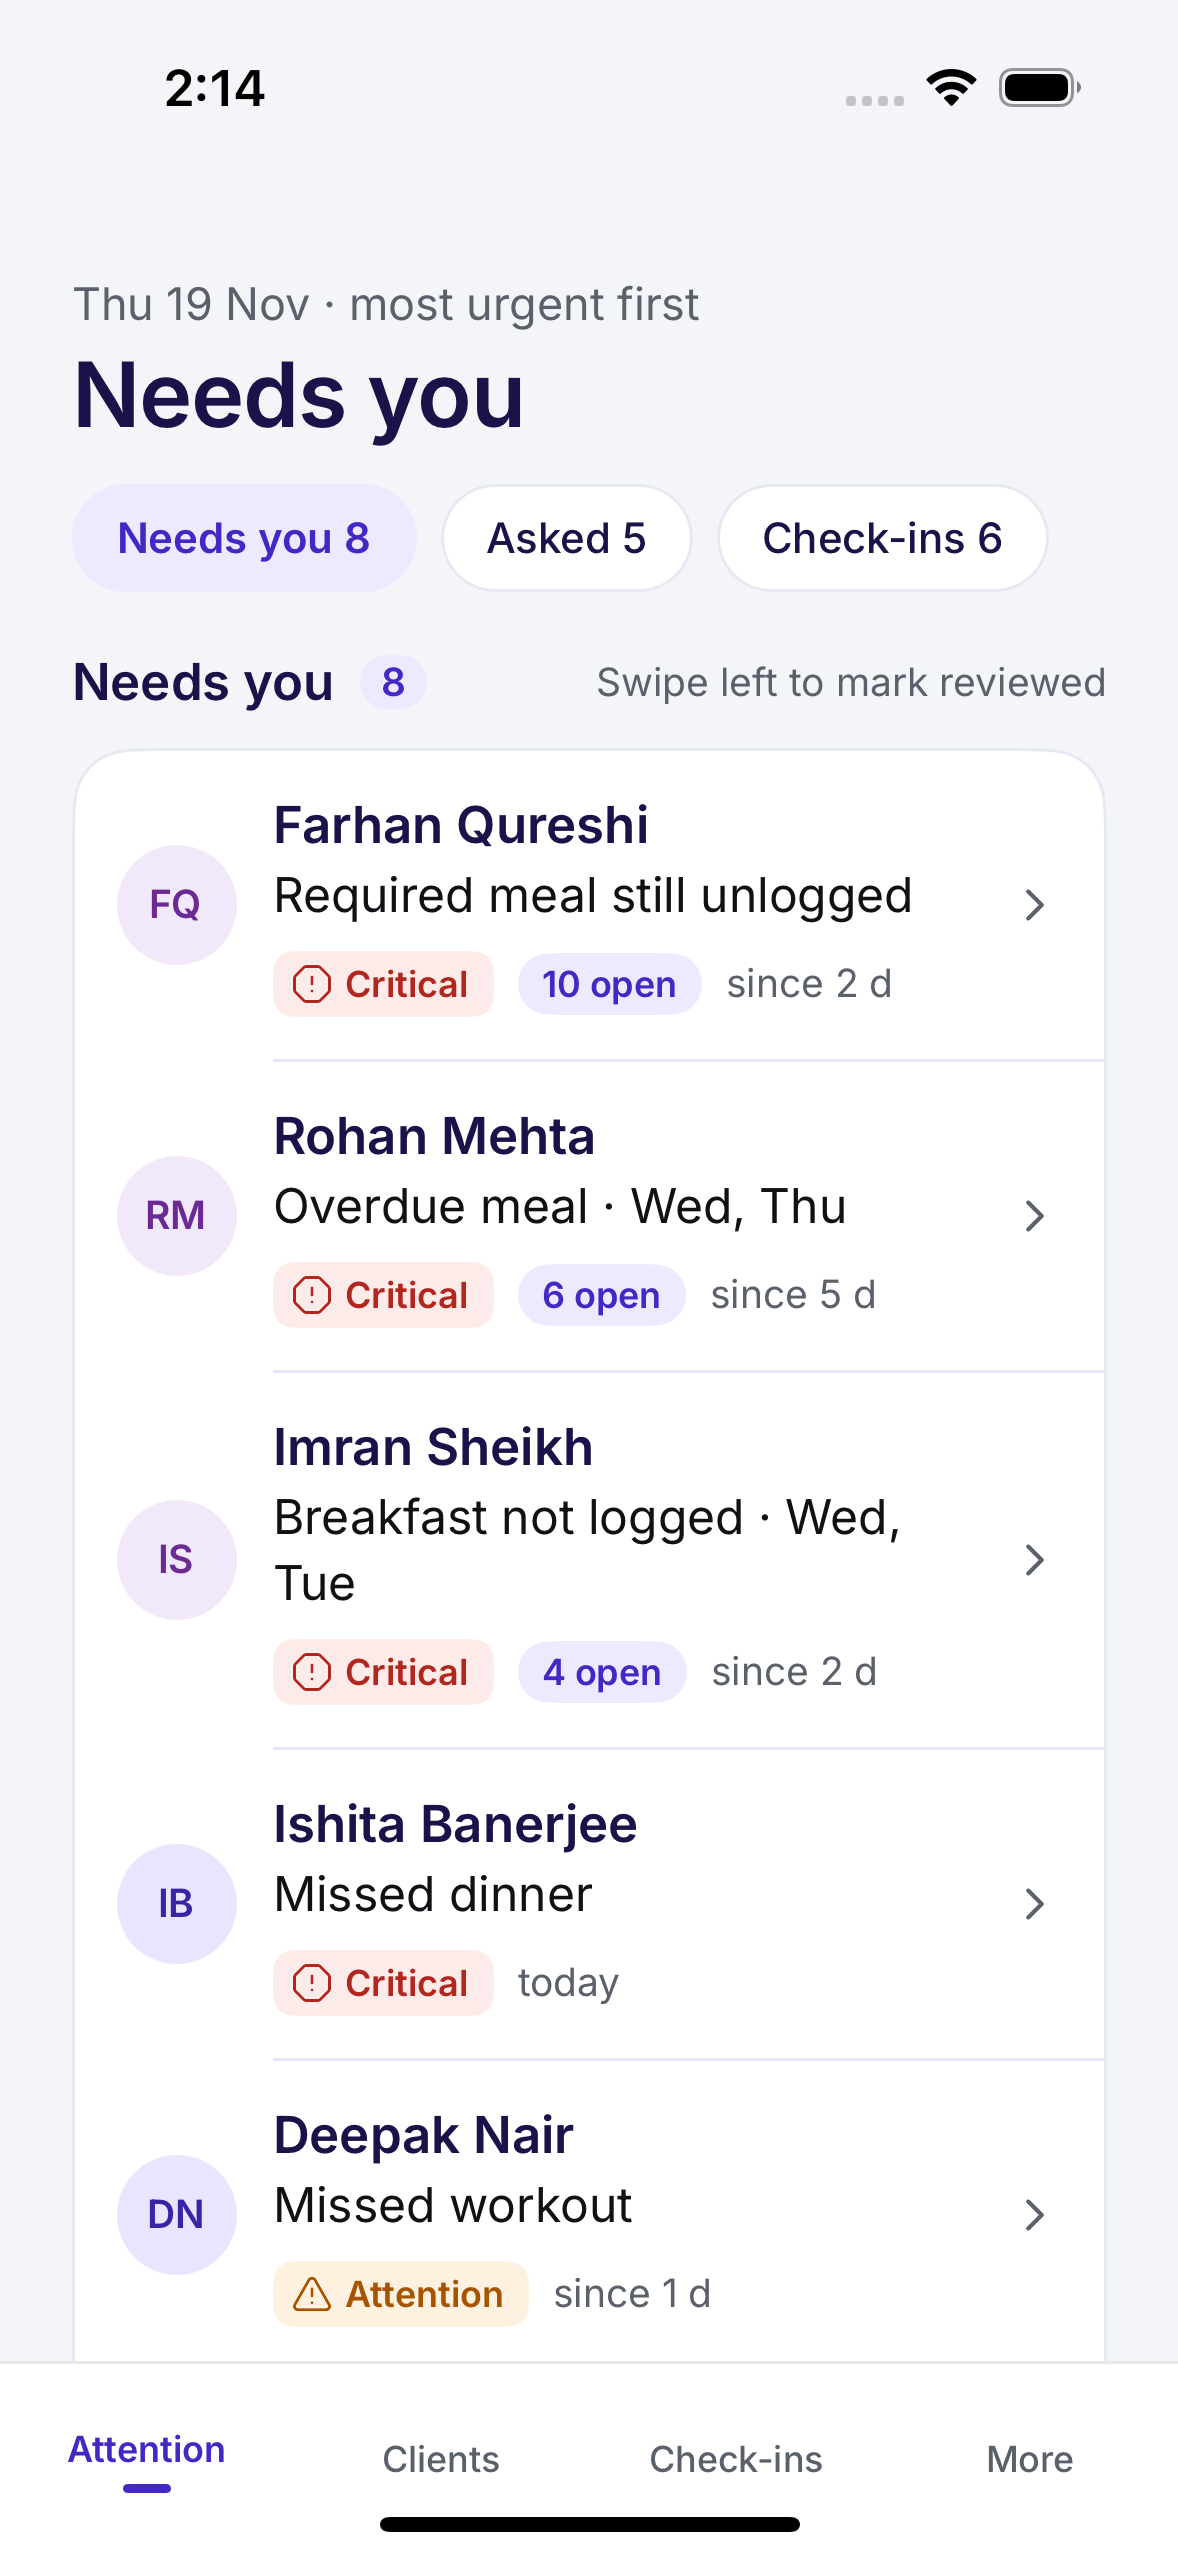 2:14
Thu 19 Nov · most urgent first
Needs you
Needs you 8
Asked 5
Check-ins 6
Needs you 8
Swipe left to mark reviewed
FQ
Farhan Qureshi
Required meal still unlogged
Critical
10 open
since 2 d
RM
Rohan Mehta
Overdue meal · Wed, Thu
Critical
6 open
since 5 d
IS
Imran Sheikh
Breakfast not logged · Wed,
Tue
Critical
4 open
since 2 d
IB
Ishita Banerjee
Missed dinner
Critical
today
DN
Deepak Nair
Missed workout
Attention
since 1 d
Attention
Clients
Check-ins
More